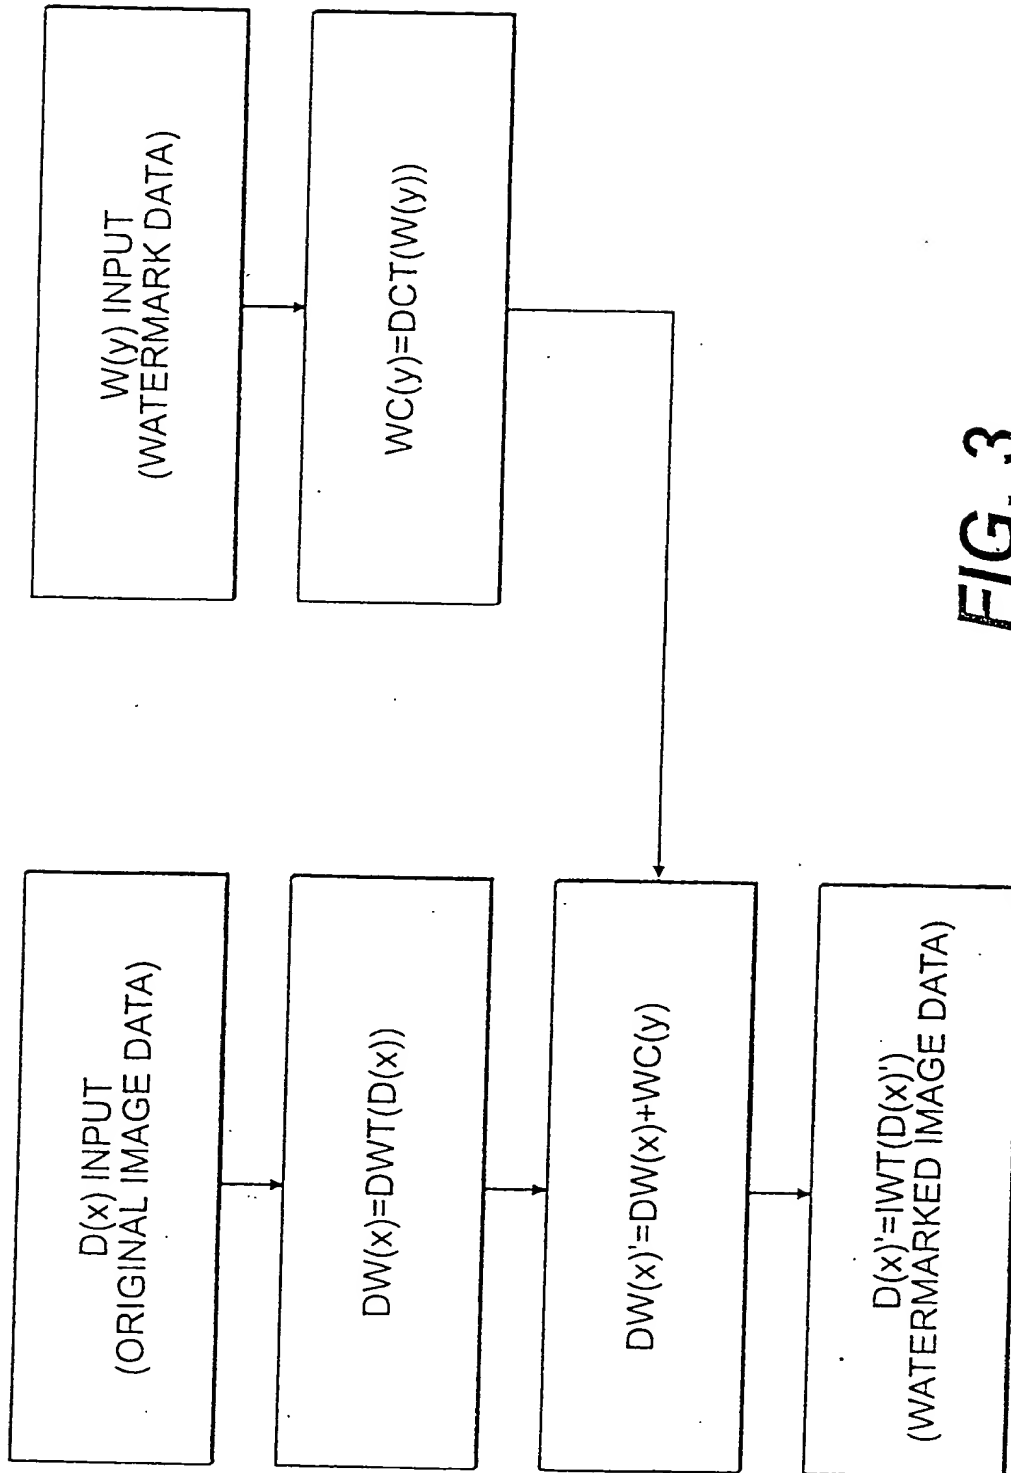 D(x) INPUT
(ORIGINAL IMAGE DATA)
DW(x)=DWT(D(x))
DW(x)'=DW(x)+WC(y)
D(x)'=IWT(D(x)')
(WATERMARKED IMAGE DATA)
W(y) INPUT
(WATERMARK DATA)
WC(y)=DCT(W(y))
FIG. 3